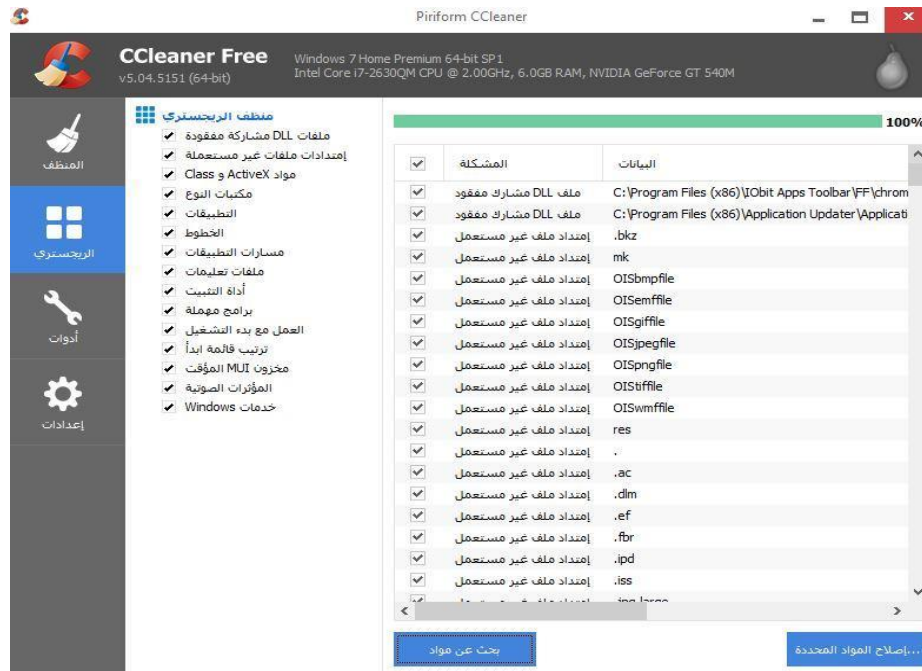 Piriform CCleaner
CCleaner Free
v5.04.5151 (64-bit)
Windows 7 Home Premium 64-bit SP1
Intel Core i7-2630QM CPU @ 2.00GHz, 6.0GB RAM, NVIDIA GeForce GT 540M
المنظف
الريجستري
أدوات
إعدادات
منظف الريجستري
ملفات DLL مشاركة مفقودة
إمتدادات ملفات غير مستعملة
مواد ActiveX و Class
مكتبات النوع
التطبيقات
الخطوط
مسارات التطبيقات
ملفات تعليمات
أداة التثبيت
برامج مهملة
العمل مع بدء التشغيل
ترتيب قائمة ابدأ
مخزون MUI المؤقت
المؤثرات الصوتية
خدمات Windows
100%
المشكلة البيانات
ملف DLL مشارك مفقود C:\Program Files (x86)\IObit Apps Toolbar\FF\chrom
ملف DLL مشارك مفقود C:\Program Files (x86)\Application Updater\Applicati
إمتداد ملف غير مستعمل .bkz
إمتداد ملف غير مستعمل mk
إمتداد ملف غير مستعمل OISbmpfile
إمتداد ملف غير مستعمل OISemffile
إمتداد ملف غير مستعمل OISgiffile
إمتداد ملف غير مستعمل OISjpegfile
إمتداد ملف غير مستعمل OISpngfile
إمتداد ملف غير مستعمل OIStiffile
إمتداد ملف غير مستعمل OISwmffile
إمتداد ملف غير مستعمل res
إمتداد ملف غير مستعمل .
إمتداد ملف غير مستعمل .ac
إمتداد ملف غير مستعمل .dlm
إمتداد ملف غير مستعمل .ef
إمتداد ملف غير مستعمل .fbr
إمتداد ملف غير مستعمل .ipd
إمتداد ملف غير مستعمل .iss
بحث عن مواد
إصلاح المواد المحددة...